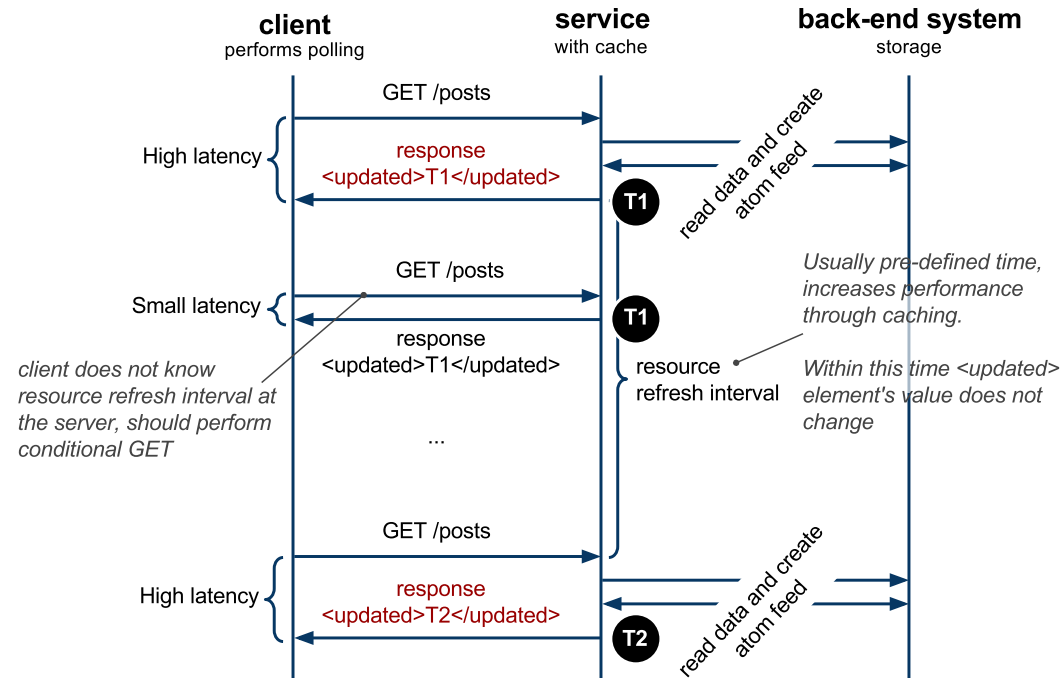 client
performs polling
service
with cache
back-end system
storage
GET /posts
High latency
response
<updated>T1</updated>
read data and create
atom feed
T1
GET /posts
Small latency
T1
response
<updated>T1</updated>
client does not know
resource refresh interval at
the server, should perform
conditional GET
resource
refresh interval
Usually pre-defined time,
increases performance
through caching.
Within this time <updated>
element's value does not
change
...
GET /posts
High latency
response
<updated>T2</updated>
read data and create
atom feed
T2